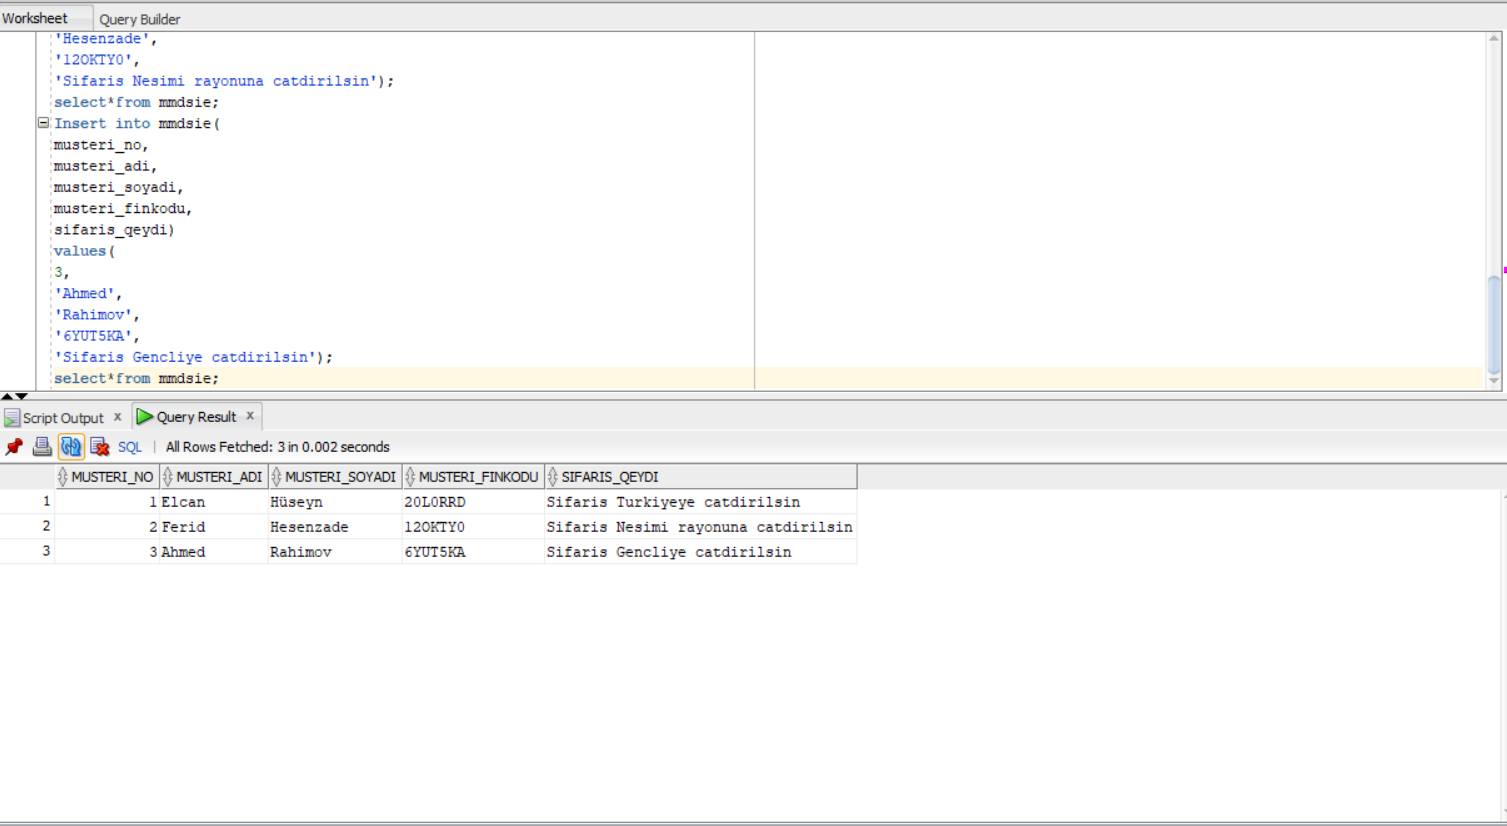 Worksheet Query Builder
'Hesenzade',
'12OKTY0',
'Sifaris Nesimi rayonuna catdirilsin');
select*from mmdsie;
Insert into mmdsie(
musteri_no,
musteri_adi,
musteri_soyadi,
musteri_finkodu,
sifaris_qeydi)
values(
3,
'Ahmed',
'Rahimov',
'6YUT5KA',
'Sifaris Gencliye catdirilsin');
select*from mmdsie;
Script Output x Query Result x
SQL | All Rows Fetched: 3 in 0.002 seconds
MUSTERI_NO MUSTERI_ADI MUSTERI_SOYADI MUSTERI_FINKODU SIFARIS_QEYDI
1 1 Elcan Hüseyn 20L0RRD Sifaris Turkiyeye catdirilsin
2 2 Ferid Hesenzade 12OKTY0 Sifaris Nesimi rayonuna catdirilsin
3 3 Ahmed Rahimov 6YUT5KA Sifaris Gencliye catdirilsin